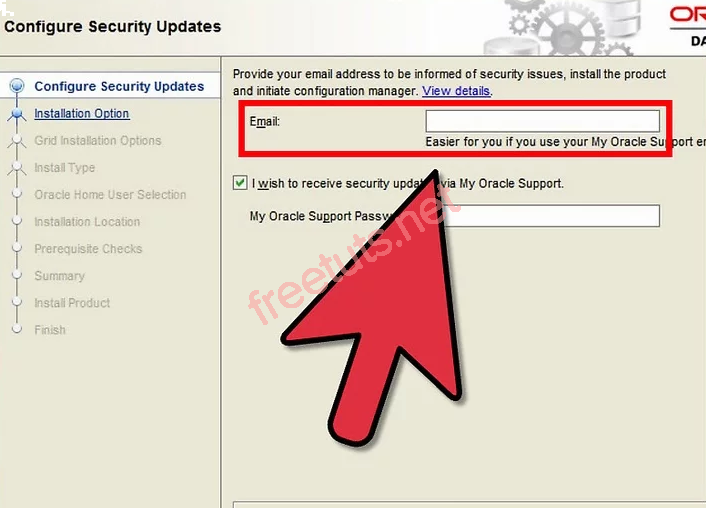 Configure Security Updates
OR
DA
Configure Security Updates
Installation Option
Grid Installation Options
Install Type
Oracle Home User Selection
Installation Location
Prerequisite Checks
Summary
Install Product
Finish
Provide your email address to be informed of security issues, install the product
and initiate configuration manager. View details.
Email:
Easier for you if you use your My Oracle Support em
I wish to receive security updat via My Oracle Support.
My Oracle Support Passw
freetuts.net